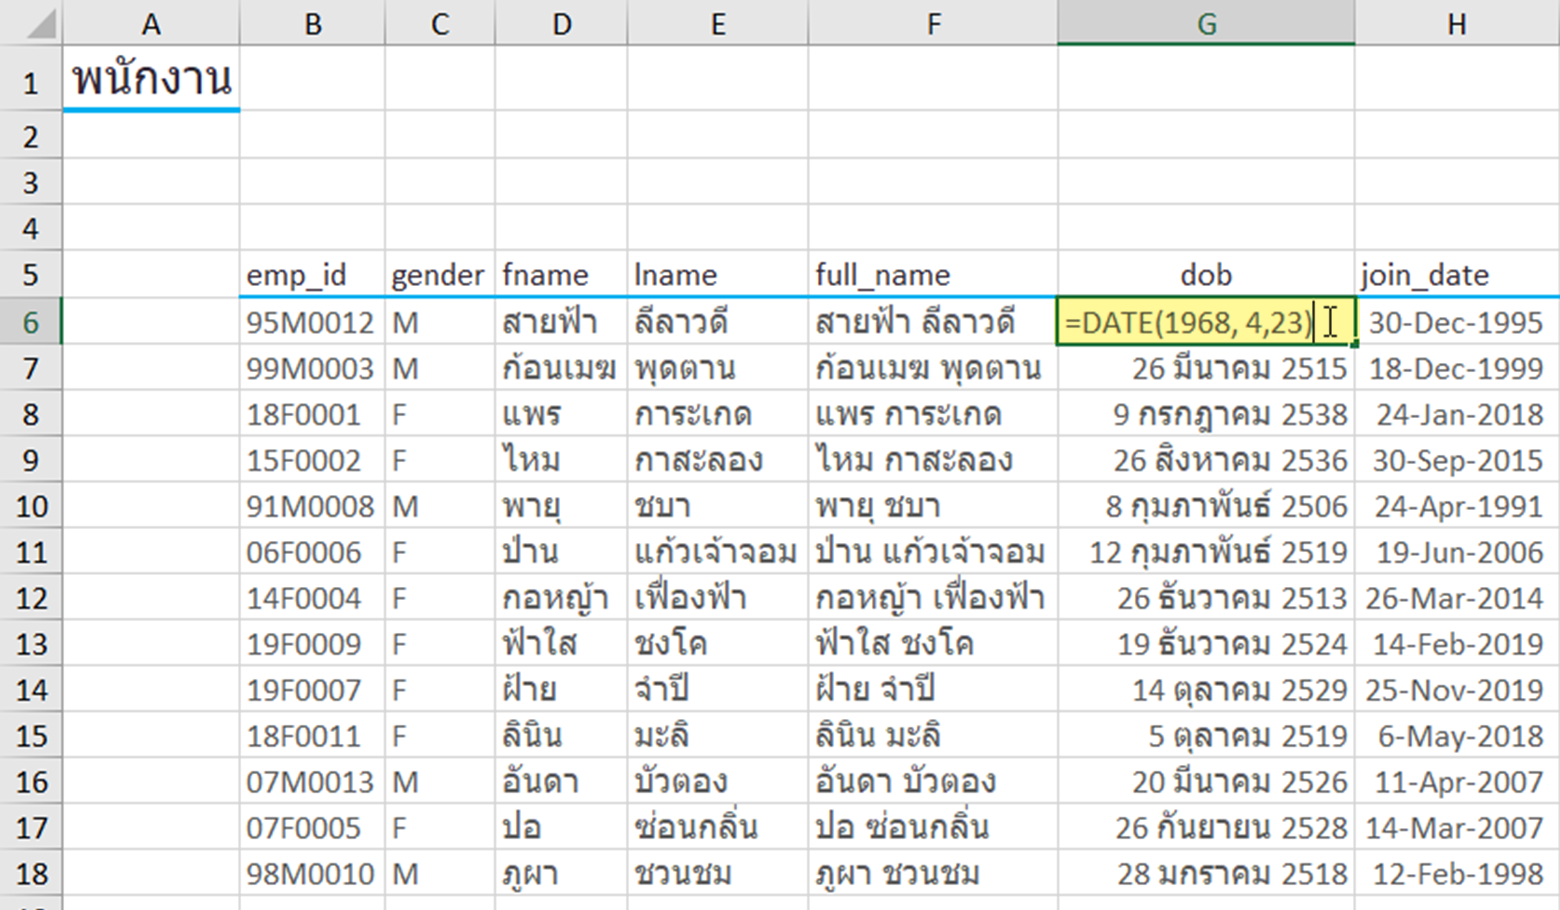 A B C D E F G H
1 พนักงาน
2
3
4
5 emp_id gender fname lname full_name dob join_date
6 95M0012 M สายฟ้า ลีลาวดี สายฟ้า ลีลาวดี =DATE(1968, 4,23) 30-Dec-1995
7 99M0003 M ก้อนเมฆ พุดตาน ก้อนเมฆ พุดตาน 26 มีนาคม 2515 18-Dec-1999
8 18F0001 F แพร การะเกด แพร การะเกด 9 กรกฎาคม 2538 24-Jan-2018
9 15F0002 F ไหม กาสะลอง ไหม กาสะลอง 26 สิงหาคม 2536 30-Sep-2015
10 91M0008 M พายุ ชบา พายุ ชบา 8 กุมภาพันธ์ 2506 24-Apr-1991
11 06F0006 F ป่าน แก้วเจ้าจอม ป่าน แก้วเจ้าจอม 12 กุมภาพันธ์ 2519 19-Jun-2006
12 14F0004 F กอหญ้า เฟื่องฟ้า กอหญ้า เฟื่องฟ้า 26 ธันวาคม 2513 26-Mar-2014
13 19F0009 F ฟ้าใส ชงโค ฟ้าใส ชงโค 19 ธันวาคม 2524 14-Feb-2019
14 19F0007 F ฝ้าย จำปี ฝ้าย จำปี 14 ตุลาคม 2529 25-Nov-2019
15 18F0011 F ลินิน มะลิ ลินิน มะลิ 5 ตุลาคม 2519 6-May-2018
16 07M0013 M อันดา บัวตอง อันดา บัวตอง 20 มีนาคม 2526 11-Apr-2007
17 07F0005 F ปอ ซ่อนกลิ่น ปอ ซ่อนกลิ่น 26 กันยายน 2528 14-Mar-2007
18 98M0010 M ภูผา ชวนชม ภูผา ชวนชม 28 มกราคม 2518 12-Feb-1998